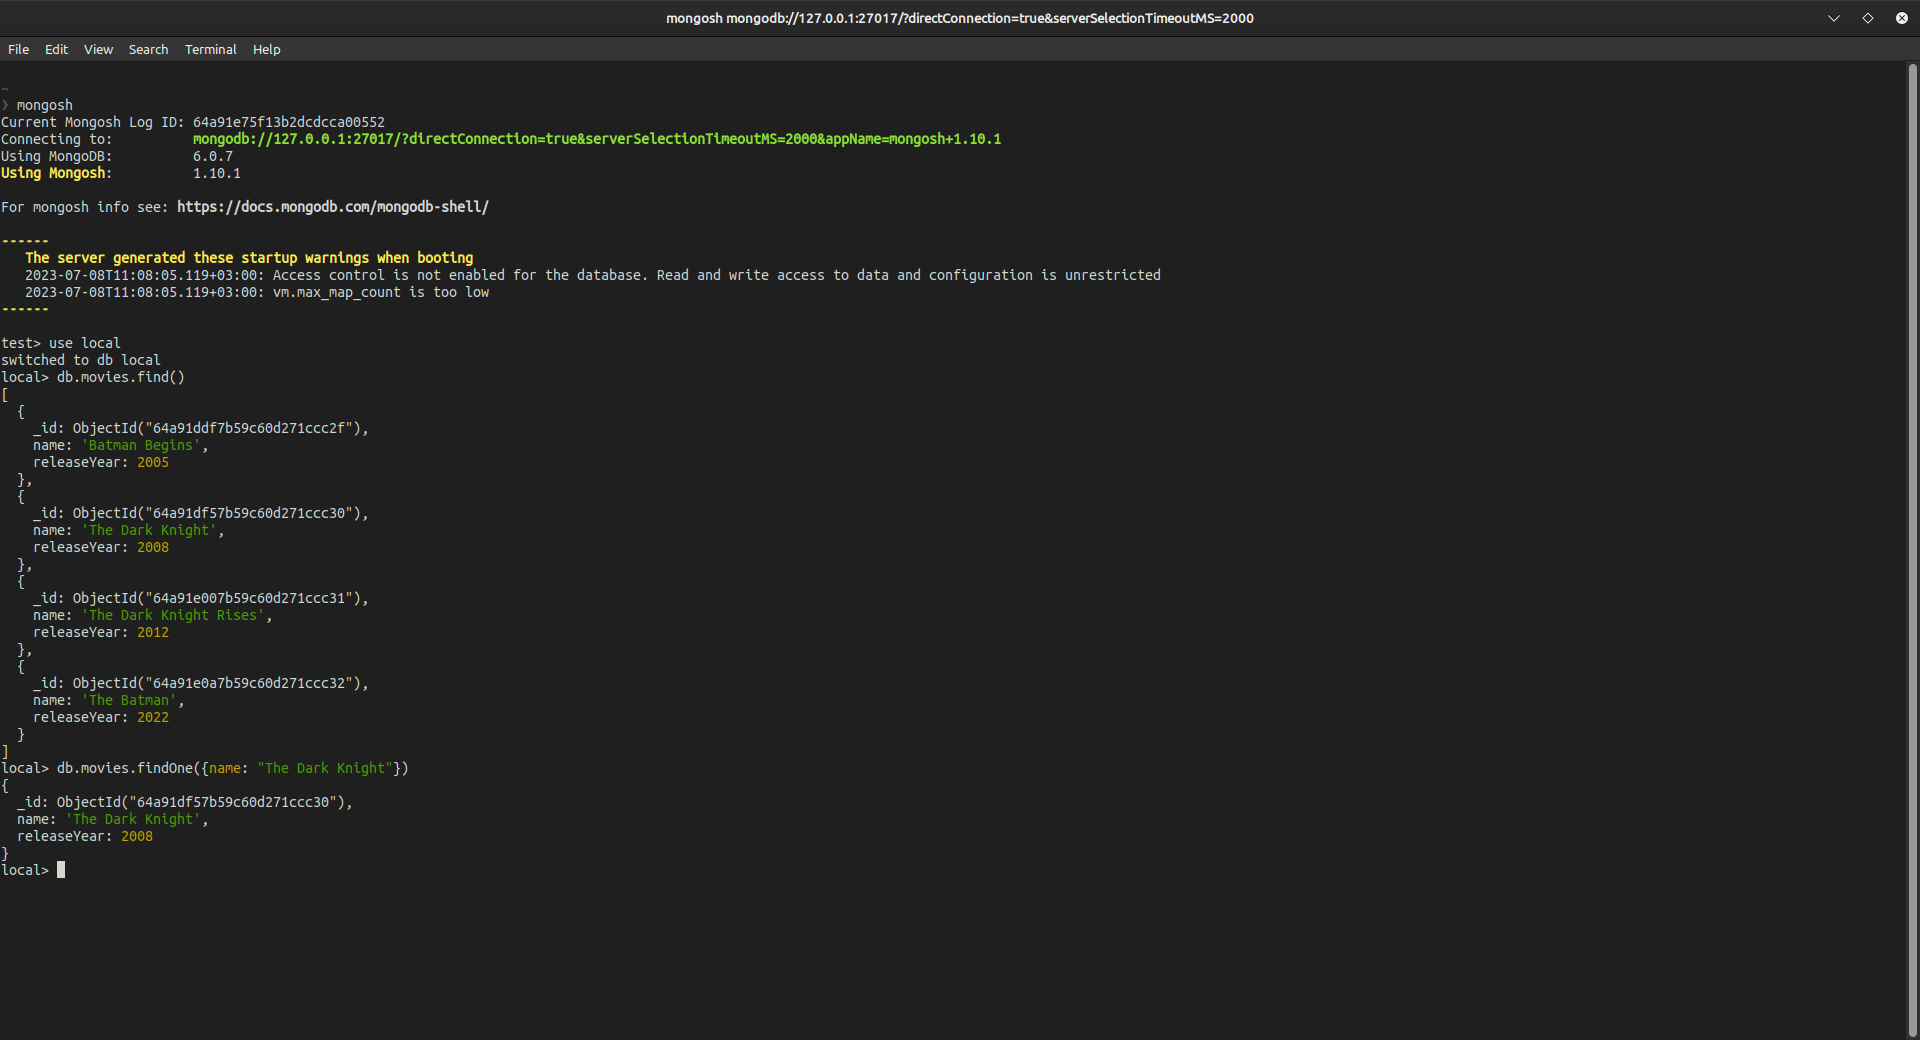 mongosh mongodb://127.0.0.1:27017/?directConnection=true&serverSelectionTimeoutMS=2000
File Edit View Search Terminal Help
~
❯ mongosh
Current Mongosh Log ID: 64a91e75f13b2dcdcca00552
Connecting to:          mongodb://127.0.0.1:27017/?directConnection=true&serverSelectionTimeoutMS=2000&appName=mongosh+1.10.1
Using MongoDB:          6.0.7
Using Mongosh:          1.10.1
For mongosh info see: https://docs.mongodb.com/mongodb-shell/
------
   The server generated these startup warnings when booting
   2023-07-08T11:08:05.119+03:00: Access control is not enabled for the database. Read and write access to data and configuration is unrestricted
   2023-07-08T11:08:05.119+03:00: vm.max_map_count is too low
------
test> use local
switched to db local
local> db.movies.find()
[
  {
    _id: ObjectId("64a91ddf7b59c60d271ccc2f"),
    name: 'Batman Begins',
    releaseYear: 2005
  },
  {
    _id: ObjectId("64a91df57b59c60d271ccc30"),
    name: 'The Dark Knight',
    releaseYear: 2008
  },
  {
    _id: ObjectId("64a91e007b59c60d271ccc31"),
    name: 'The Dark Knight Rises',
    releaseYear: 2012
  },
  {
    _id: ObjectId("64a91e0a7b59c60d271ccc32"),
    name: 'The Batman',
    releaseYear: 2022
  }
]
local> db.movies.findOne({name: "The Dark Knight"})
{
  _id: ObjectId("64a91df57b59c60d271ccc30"),
  name: 'The Dark Knight',
  releaseYear: 2008
}
local>